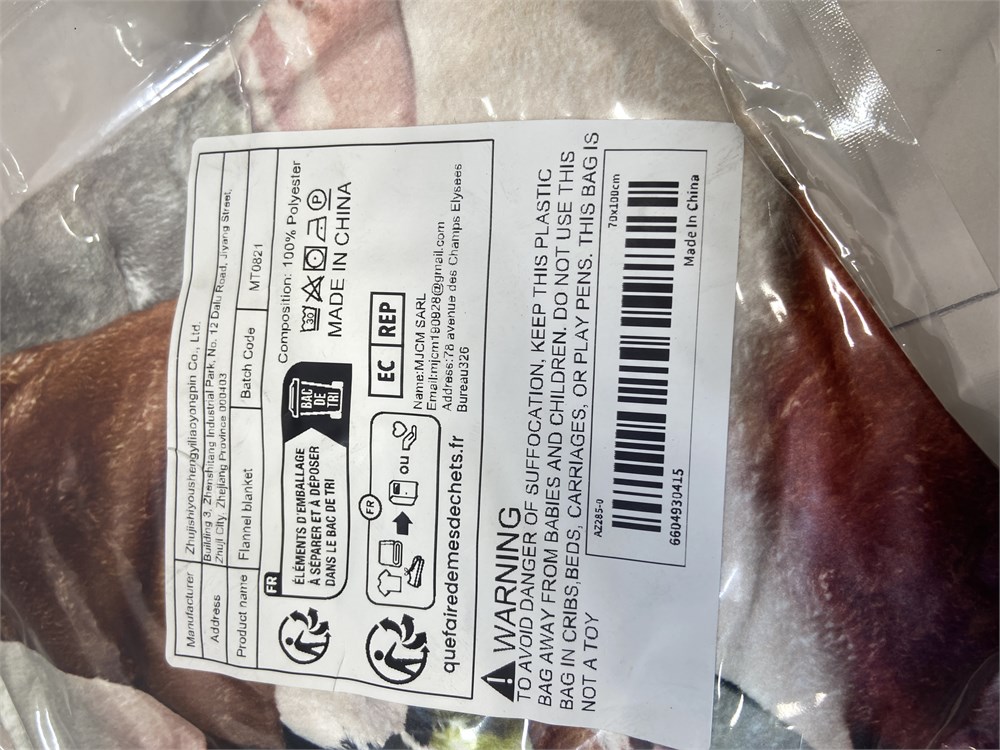 Manufacturer Zhujishiyoushengyiliaoyongpin Co., Ltd.
Address Building 3, Zhenshitang Industrial Park, No. 12 Dalu Road, Jiyang Street,
Zhuji City, Zhejiang Province 000403
Product name Flannel blanket Batch Code MT0821
FR
ÉLÉMENTS D'EMBALLAGE
À SÉPARER ET À DÉPOSER
DANS LE BAC DE TRI
BAC
DE
TRI
Composition: 100% Polyester
30 P
MADE IN CHINA
FR
ou
quefairedemesdechets.fr
EC REP
Name:MJCM SARL
Email:mjcm190928@gmail.com
Address:78 avenue des Champs Elysees
Bureau326
WARNING
TO AVOID DANGER OF SUFFOCATION, KEEP THIS PLASTIC
BAG AWAY FROM BABIES AND CHILDREN. DO NOT USE THIS
BAG IN CRIBS,BEDS, CARRIAGES, OR PLAY PENS. THIS BAG IS
NOT A TOY
AZ285-0 70x100cm
6604930415 Made In China